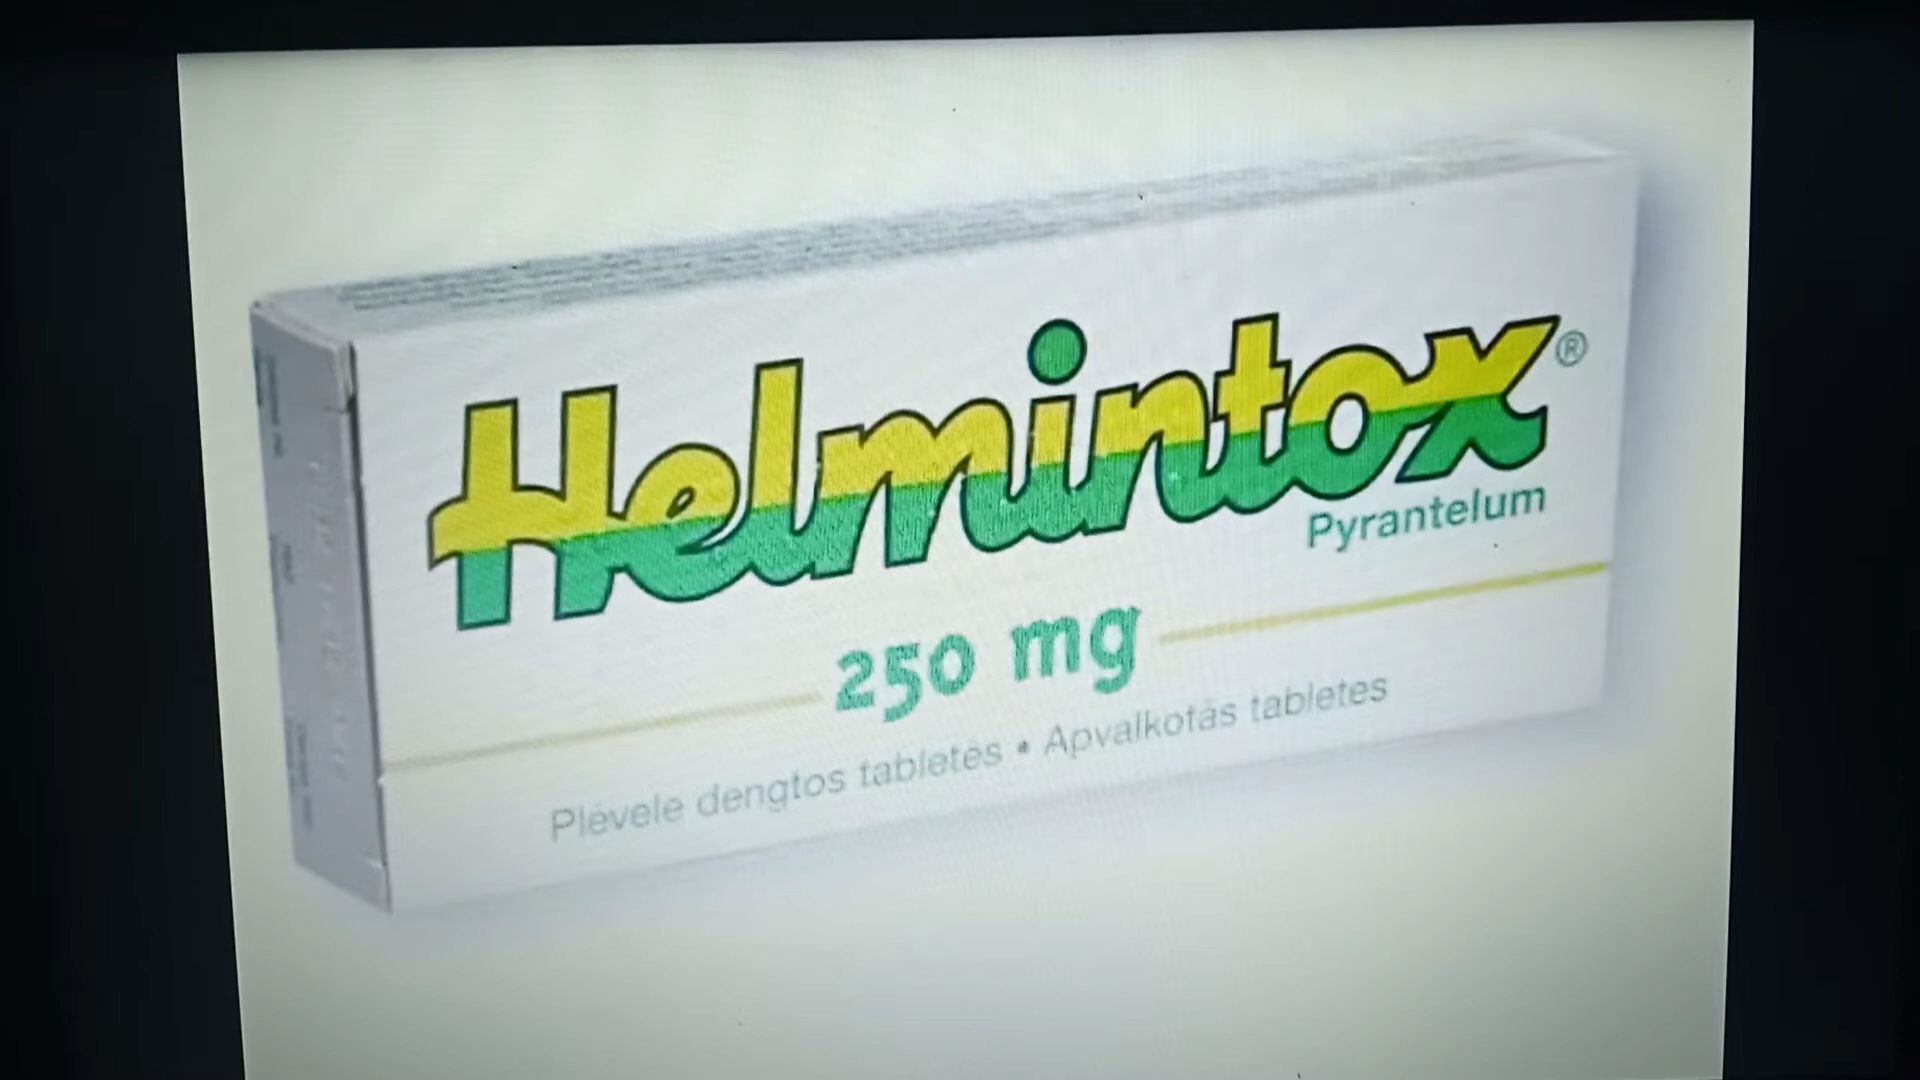 Helmintox®
Pyrantelum
250 mg
Plėvele dengtos tabletės • Apvalkotās tabletes